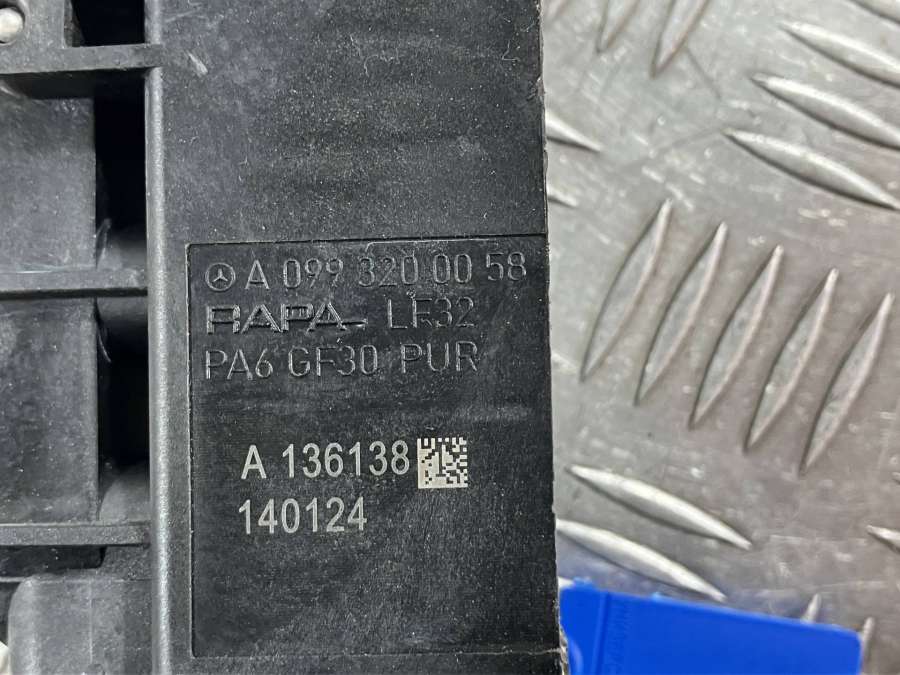 A 099 320 00 58
RAPA LF32
PA6 GF30 PUR
A 136138
140124